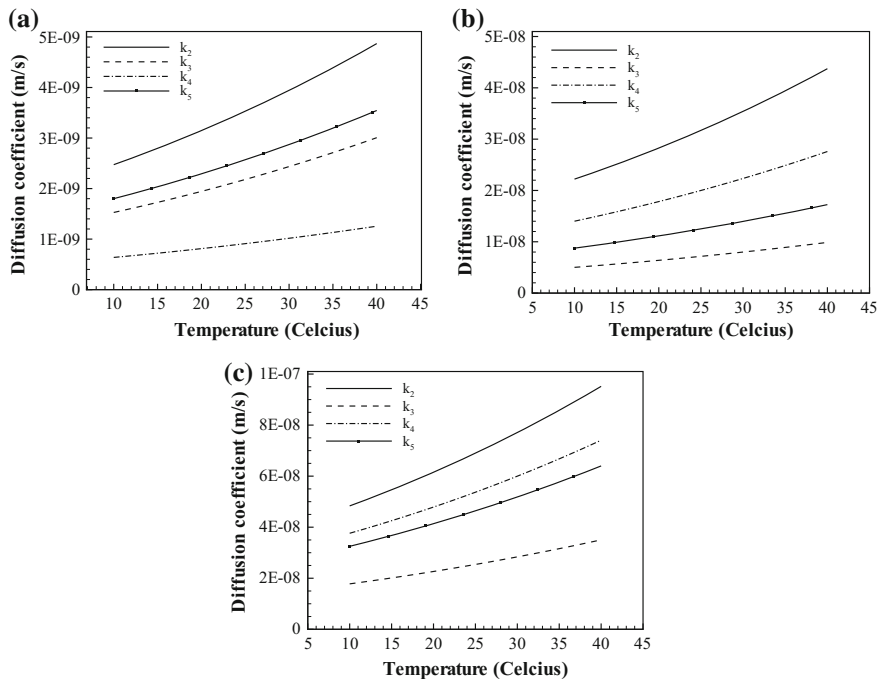 (a)
5E-09
4E-09
3E-09
2E-09
1E-09
0
Diffusion coefficient (m/s)
k2
k3
k4
k5
10 15 20 25 30 35 40 45
Temperature (Celcius)
(b)
5E-08
4E-08
3E-08
2E-08
1E-08
0
Diffusion coefficient (m/s)
k2
k3
k4
k5
5 10 15 20 25 30 35 40 45
Temperature (Celcius)
(c)
1E-07
8E-08
6E-08
4E-08
2E-08
0
Diffusion coefficient (m/s)
k2
k3
k4
k5
5 10 15 20 25 30 35 40 45
Temperature (Celcius)